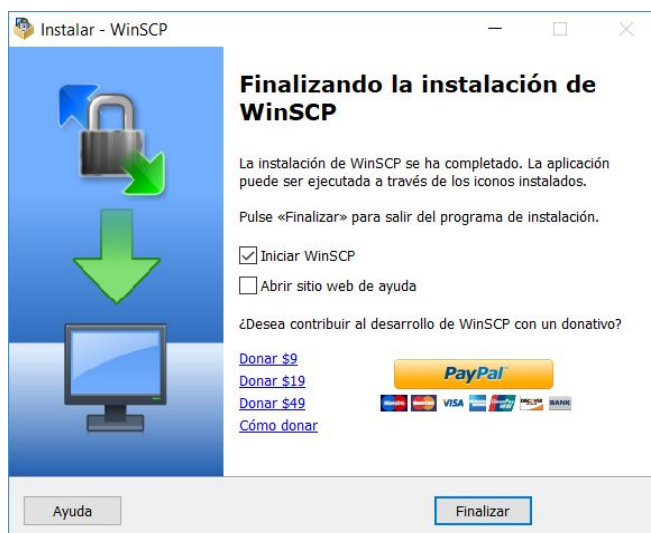 Instalar - WinSCP
Finalizando la instalación de
WinSCP
La instalación de WinSCP se ha completado. La aplicación
puede ser ejecutada a través de los iconos instalados.
Pulse «Finalizar» para salir del programa de instalación.
Iniciar WinSCP
Abrir sitio web de ayuda
¿Desea contribuir al desarrollo de WinSCP con un donativo?
Donar $9
Donar $19
Donar $49
Cómo donar
PayPal
VISA
DISCOVER
BANK
Ayuda
Finalizar